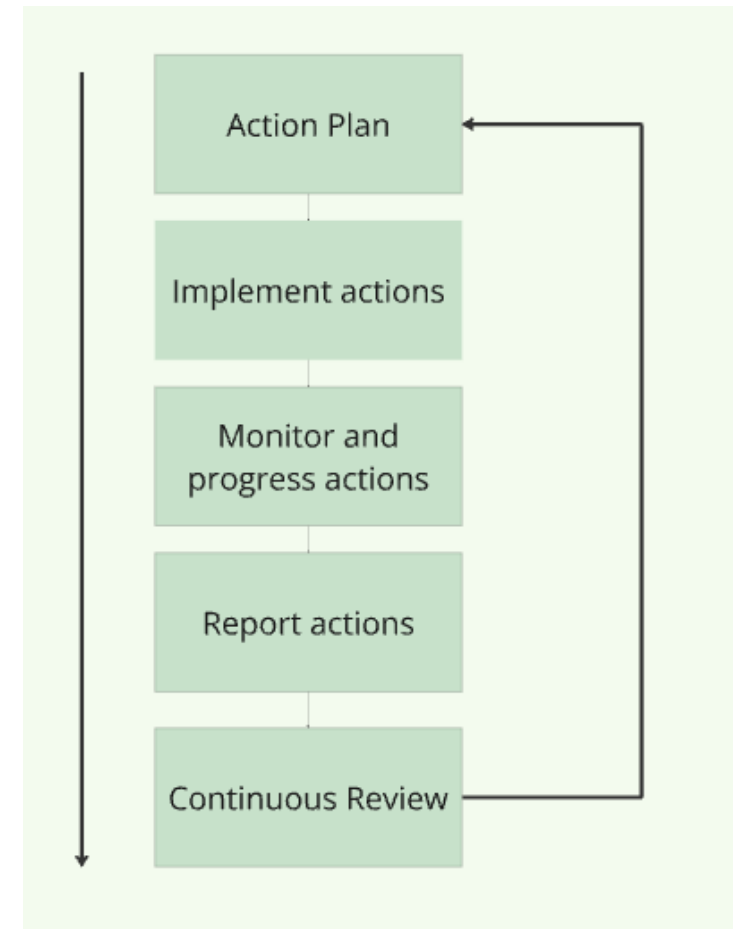 Action Plan
Implement actions
Monitor and
progress actions
Report actions
Continuous Review